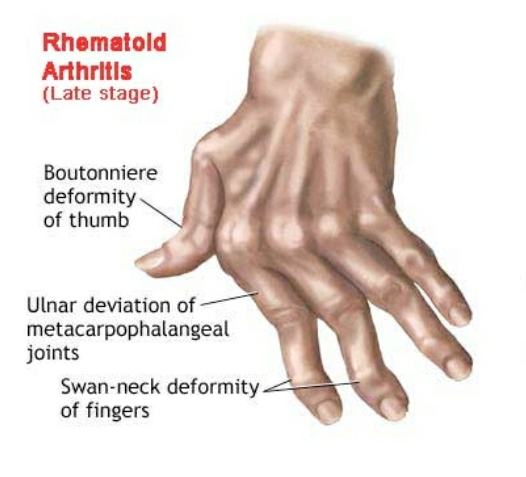 Rhematoid
Arthritis
(Late stage)
Boutonniere
deformity
of thumb
Ulnar deviation of
metacarpophalangeal
joints
Swan-neck deformity
of fingers